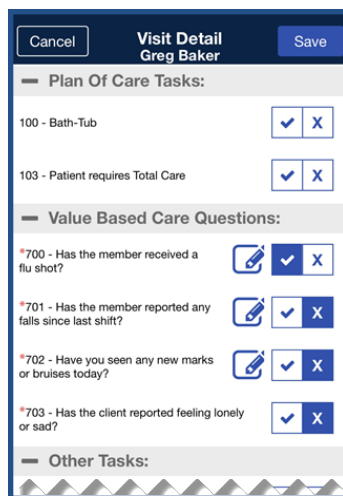 Cancel Visit Detail Save
Greg Baker
Plan Of Care Tasks:
100 - Bath-Tub X
103 - Patient requires Total Care X
Value Based Care Questions:
*700 - Has the member received a
flu shot? X
*701 - Has the member reported any
falls since last shift? X
*702 - Have you seen any new marks
or bruises today? X
*703 - Has the client reported feeling lonely
or sad? X
Other Tasks: